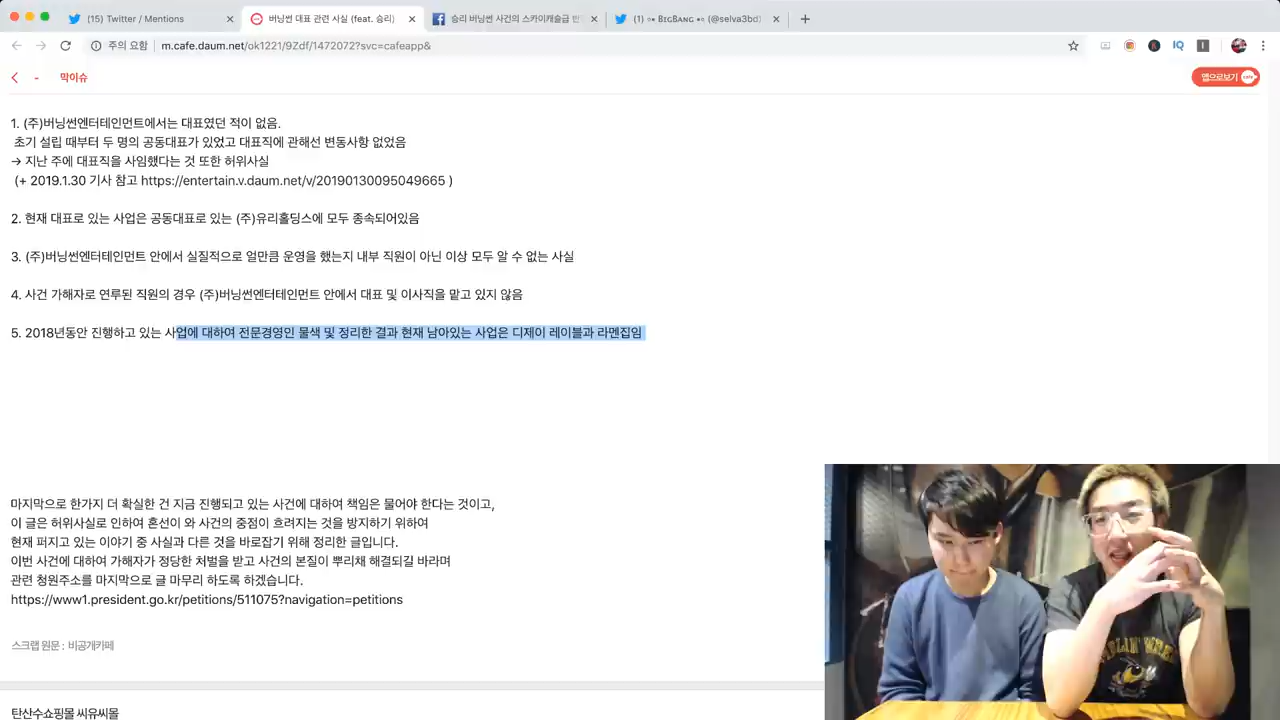 (15) Twitter / Mentions
버닝썬 대표 관련 사실 (feat. 승리)
승리 버닝썬 사건의 스카이캐슬급 반
(1) BIGBANG (@selva3bd)
주의 요함
m.cafe.daum.net/ok1221/9Zdf/1472072?svc=cafeapp&
IQ
-
막이슈
앱으로보기
1. (주)버닝썬엔터테인먼트에서는 대표였던 적이 없음.
초기 설립 때부터 두 명의 공동대표가 있었고 대표직에 관해선 변동사항 없었음
→ 지난 주에 대표직을 사임했다는 것 또한 허위사실
(+ 2019.1.30 기사 참고 https://entertain.v.daum.net/v/20190130095049665 )
2. 현재 대표로 있는 사업은 공동대표로 있는 (주)유리홀딩스에 모두 종속되어있음
3. (주)버닝썬엔터테인먼트 안에서 실질적으로 얼만큼 운영을 했는지 내부 직원이 아닌 이상 모두 알 수 없는 사실
4. 사건 가해자로 연루된 직원의 경우 (주)버닝썬엔터테인먼트 안에서 대표 및 이사직을 맡고 있지 않음
5. 2018년동안 진행하고 있는 사업에 대하여 전문경영인 물색 및 정리한 결과 현재 남아있는 사업은 디제이 레이블과 라멘집임
마지막으로 한가지 더 확실한 건 지금 진행되고 있는 사건에 대하여 책임은 물어야 한다는 것이고,
이 글은 허위사실로 인하여 혼선이 와 사건의 중점이 흐려지는 것을 방지하기 위하여
현재 퍼지고 있는 이야기 중 사실과 다른 것을 바로잡기 위해 정리한 글입니다.
이번 사건에 대하여 가해자가 정당한 처벌을 받고 사건의 본질이 뿌리채 해결되길 바라며
관련 청원주소를 마지막으로 글 마무리 하도록 하겠습니다.
https://www1.president.go.kr/petitions/511075?navigation=petitions
스크랩 원문 : 비공개카페
탄산수쇼핑몰 씨유씨몰